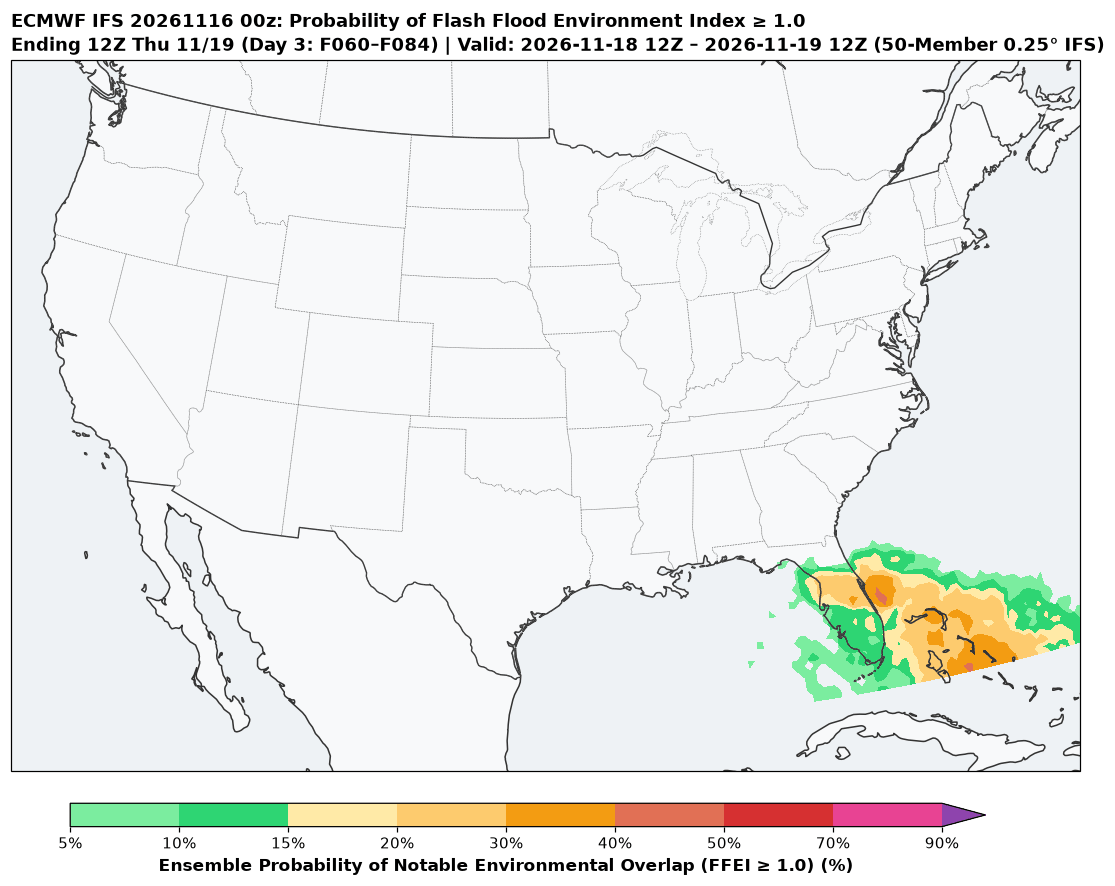 ECMWF IFS 20261116 00z: Probability of Flash Flood Environment Index ≥ 1.0
Ending 12Z Thu 11/19 (Day 3: F060–F084) | Valid: 2026-11-18 12Z – 2026-11-19 12Z (50-Member 0.25° IFS)
5% 10% 15% 20% 30% 40% 50% 70% 90%
Ensemble Probability of Notable Environmental Overlap (FFEI ≥ 1.0) (%)